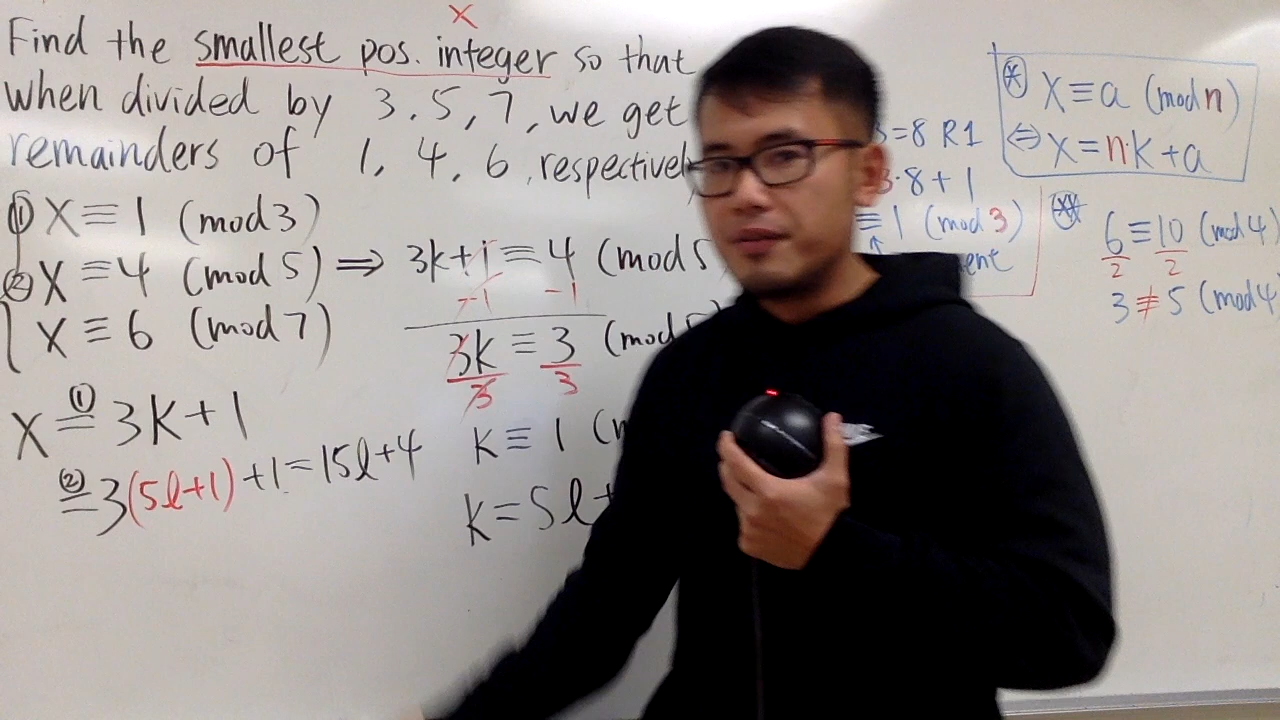 x
Find the smallest pos. integer so that
when divided by 3, 5, 7, we get
remainders of 1, 4, 6, respectively
① x ≡ 1 (mod 3)
② x ≡ 4 (mod 5) ⇒ 3k+1 ≡ 4 (mod 5
-1 -1
x ≡ 6 (mod 7)
3k ≡ 3 (mod
3 3
x ①= 3k+1
k ≡ 1
②= 3(5l+1)+1 = 15l+4
k = 5l+
=8 R1
3·8+1
≡ 1 (mod 3)
⊛ x ≡ a (mod n)
⇔ x = n·k+a
** 6 ≡ 10 (mod 4)
2 2
3 ≢ 5 (mod 4